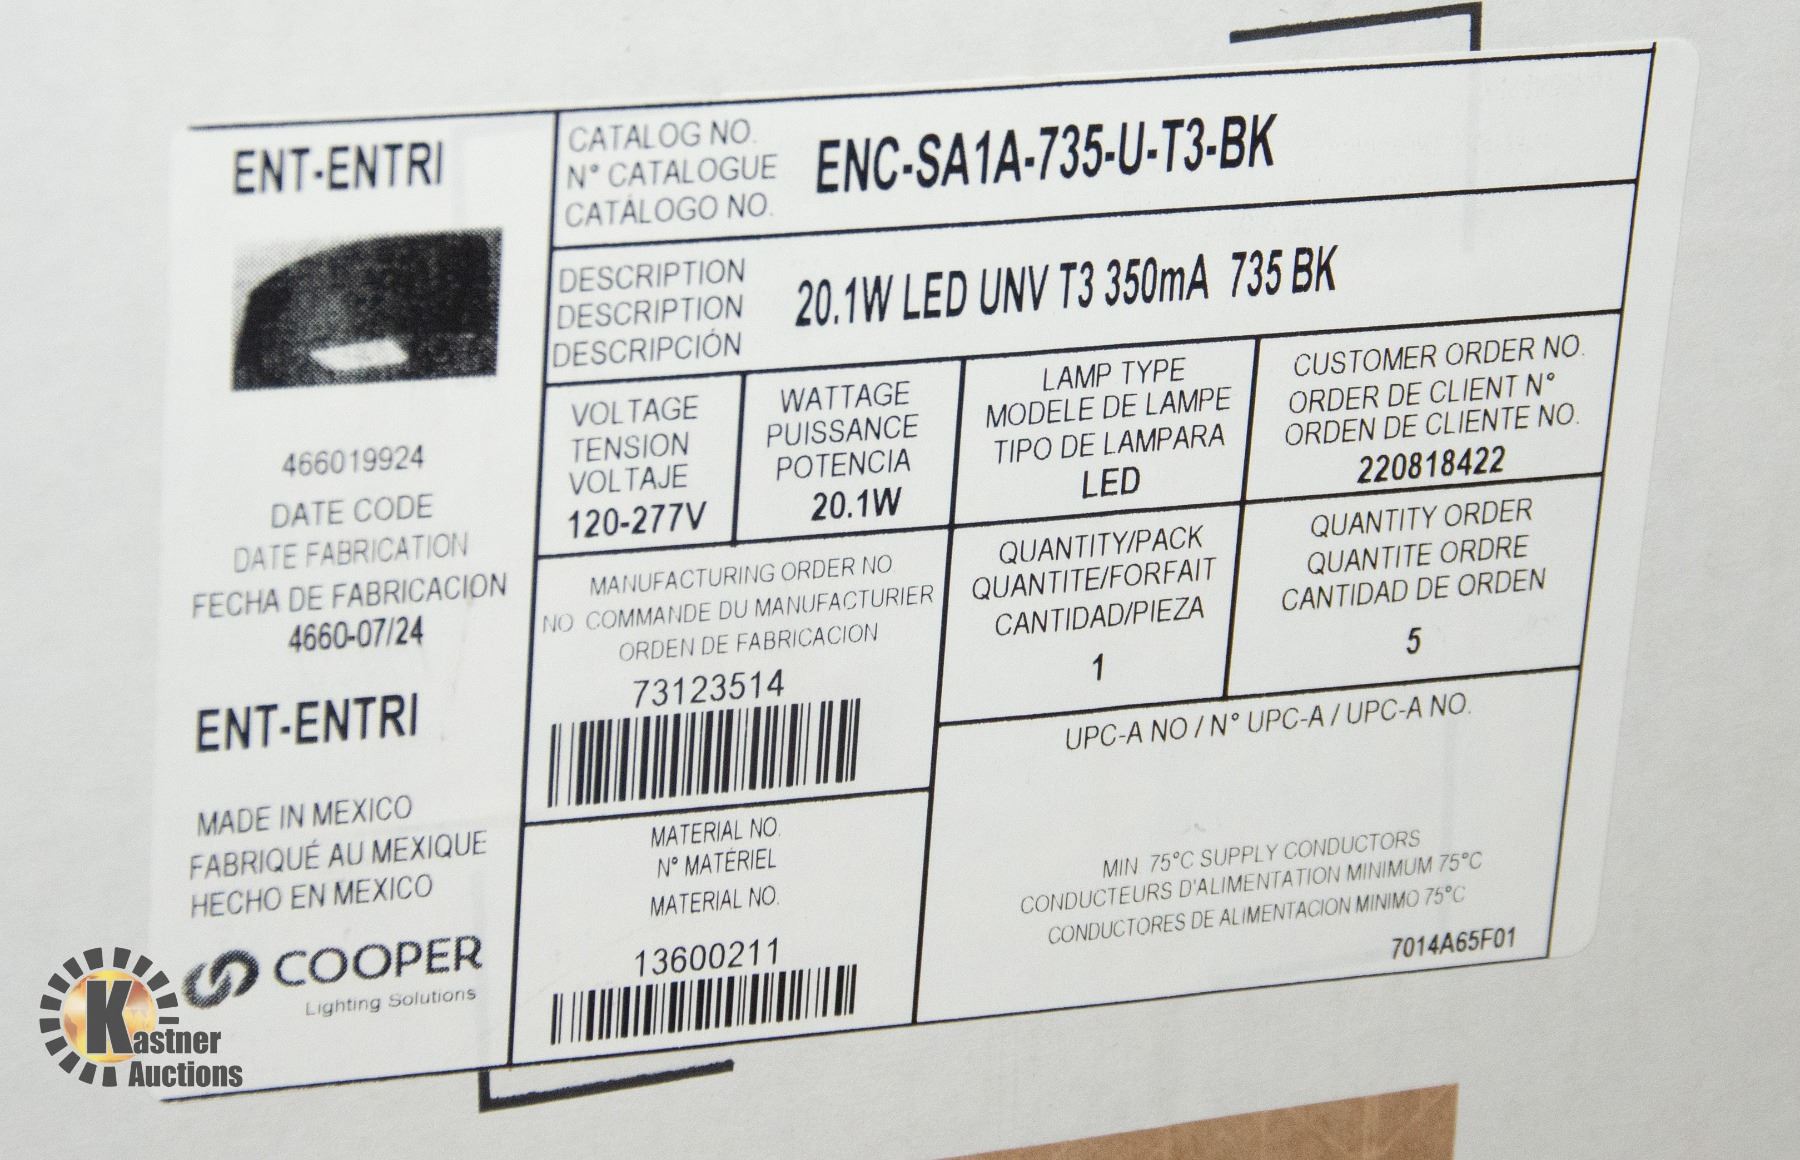 ENT-ENTRI
466019924
DATE CODE
DATE FABRICATION
FECHA DE FABRICACION
4660-07/24
ENT-ENTRI
MADE IN MEXICO
FABRIQUÉ AU MEXIQUE
HECHO EN MEXICO
COOPER
Lighting Solutions
CATALOG NO.
N° CATALOGUE
CATÁLOGO NO.
ENC-SA1A-735-U-T3-BK
DESCRIPTION
DESCRIPTION
DESCRIPCIÓN
20.1W LED UNV T3 350mA 735 BK
VOLTAGE
TENSION
VOLTAJE
120-277V
WATTAGE
PUISSANCE
POTENCIA
20.1W
LAMP TYPE
MODELE DE LAMPE
TIPO DE LAMPARA
LED
CUSTOMER ORDER NO.
ORDER DE CLIENT N°
ORDEN DE CLIENTE NO.
220818422
MANUFACTURING ORDER NO
NO COMMANDE DU MANUFACTURIER
ORDEN DE FABRICACION
73123514
QUANTITY/PACK
QUANTITE/FORFAIT
CANTIDAD/PIEZA
1
QUANTITY ORDER
QUANTITE ORDRE
CANTIDAD DE ORDEN
5
MATERIAL NO.
N° MATÉRIEL
MATERIAL NO.
13600211
UPC-A NO / N° UPC-A / UPC-A NO.
MIN 75°C SUPPLY CONDUCTORS
CONDUCTEURS D'ALIMENTATION MINIMUM 75°C
CONDUCTORES DE ALIMENTACION MINIMO 75°C
7014A65F01
Kastner
Auctions